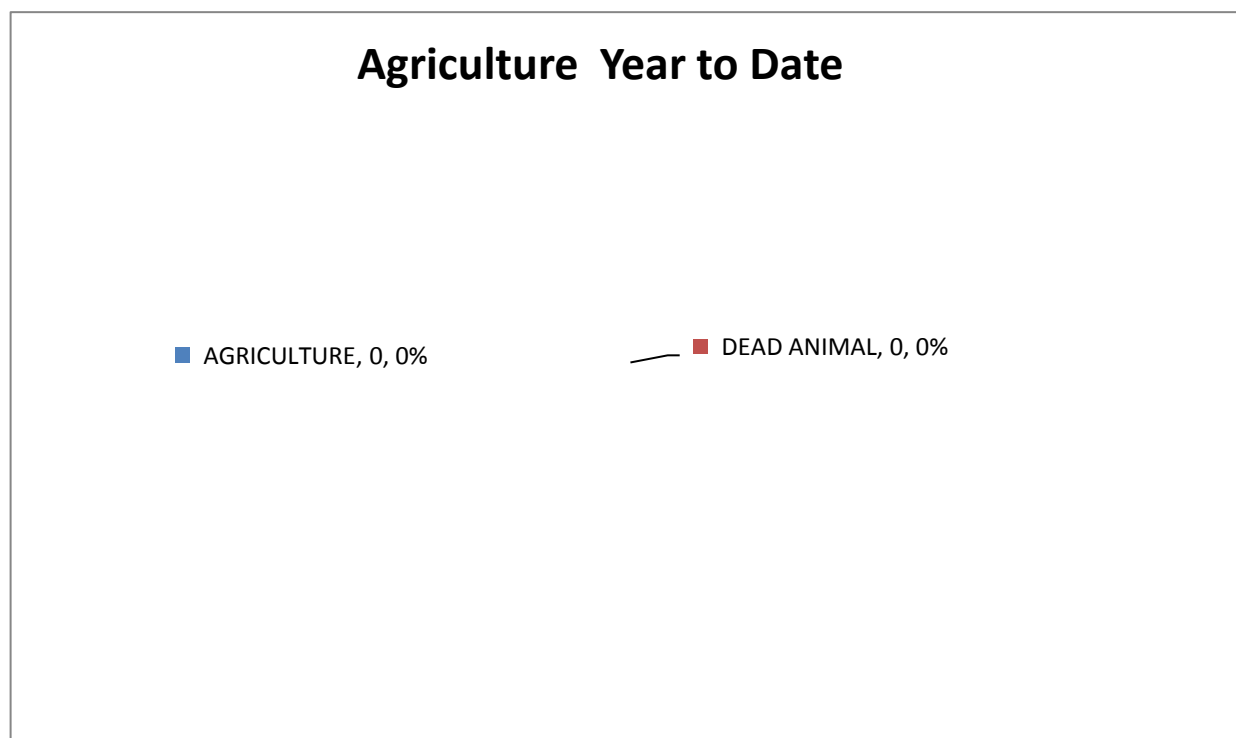 Agriculture  Year to Date
AGRICULTURE, 0, 0%
DEAD ANIMAL, 0, 0%